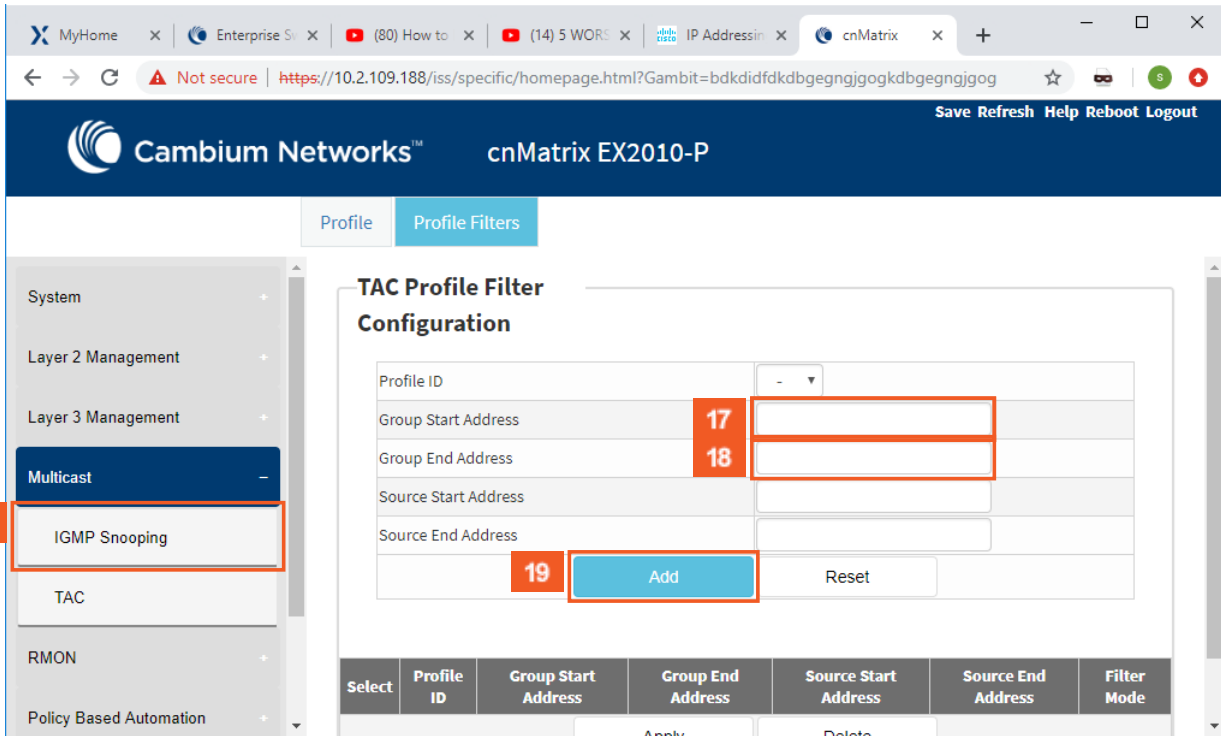 MyHome
Enterprise Sw
(80) How to
(14) 5 WORS
IP Addressin
cnMatrix
Not secure | https://10.2.109.188/iss/specific/homepage.html?Gambit=bdkdidfdkdbgegngjgogkdbgegngjgog
S
Save Refresh Help Reboot Logout
Cambium Networks™
cnMatrix EX2010-P
Profile
Profile Filters
System +
Layer 2 Management +
Layer 3 Management +
Multicast –
IGMP Snooping
TAC
RMON +
Policy Based Automation +
TAC Profile Filter
Configuration
Profile ID -
Group Start Address 17
Group End Address 18
Source Start Address
Source End Address
19 Add Reset
Select Profile ID Group Start Address Group End Address Source Start Address Source End Address Filter Mode
Apply Delete